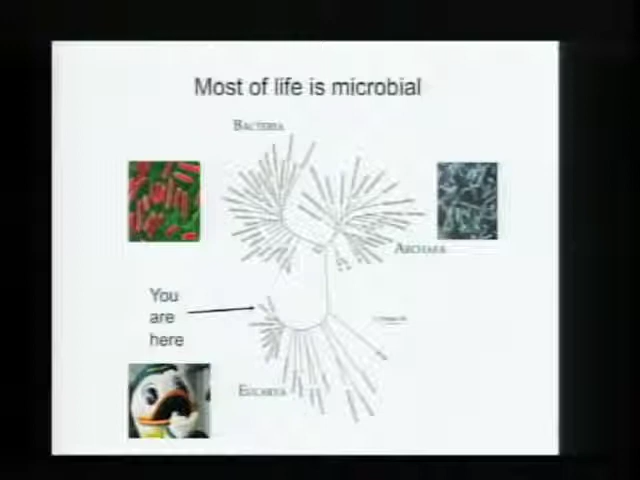 Most of life is microbial
BACTERIA
ARCHAEA
You
are
here
EUCARYA